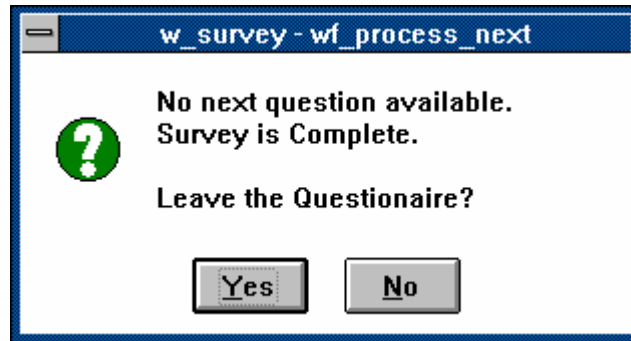 w_survey - wf_process_next
No next question available.
Survey is Complete.
Leave the Questionaire?
Yes No